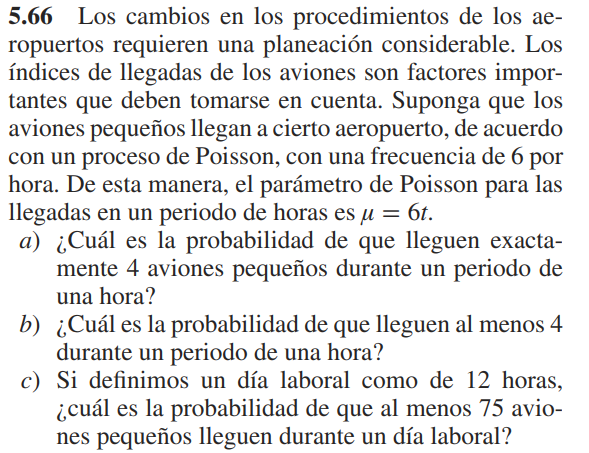 5.66 Los cambios en los procedimientos de los ae-
ropuertos requieren una planeación considerable. Los
índices de llegadas de los aviones son factores impor-
tantes que deben tomarse en cuenta. Suponga que los
aviones pequeños llegan a cierto aeropuerto, de acuerdo
con un proceso de Poisson, con una frecuencia de 6 por
hora. De esta manera, el parámetro de Poisson para las
llegadas en un periodo de horas es μ = 6t.
a) ¿Cuál es la probabilidad de que lleguen exacta-
mente 4 aviones pequeños durante un periodo de
una hora?
b) ¿Cuál es la probabilidad de que lleguen al menos 4
durante un periodo de una hora?
c) Si definimos un día laboral como de 12 horas,
¿cuál es la probabilidad de que al menos 75 avio-
nes pequeños lleguen durante un día laboral?